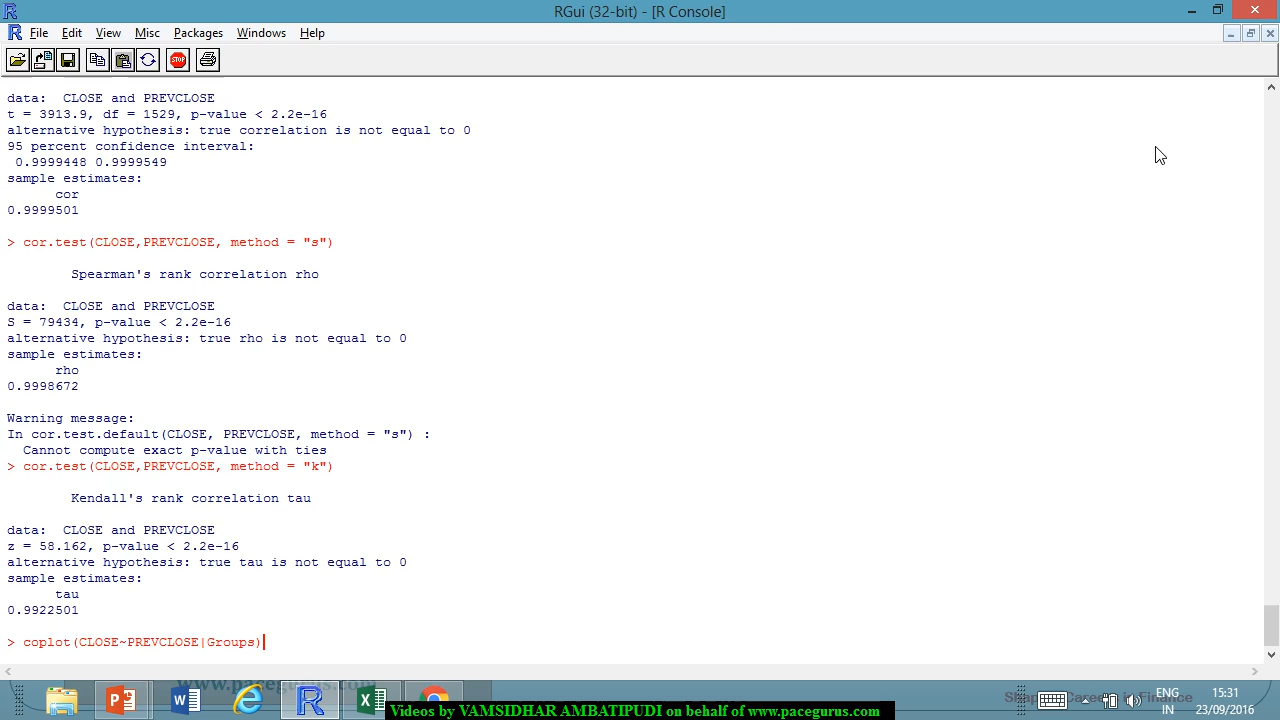 RGui (32-bit) - [R Console]
File Edit View Misc Packages Windows Help
STOP
data:  CLOSE and PREVCLOSE
t = 3913.9, df = 1529, p-value < 2.2e-16
alternative hypothesis: true correlation is not equal to 0
95 percent confidence interval:
 0.9999448 0.9999549
sample estimates:
      cor
0.9999501
> cor.test(CLOSE,PREVCLOSE, method = "s")
        Spearman's rank correlation rho
data:  CLOSE and PREVCLOSE
S = 79434, p-value < 2.2e-16
alternative hypothesis: true rho is not equal to 0
sample estimates:
      rho
0.9998672
Warning message:
In cor.test.default(CLOSE, PREVCLOSE, method = "s") :
  Cannot compute exact p-value with ties
> cor.test(CLOSE,PREVCLOSE, method = "k")
        Kendall's rank correlation tau
data:  CLOSE and PREVCLOSE
z = 58.162, p-value < 2.2e-16
alternative hypothesis: true tau is not equal to 0
sample estimates:
      tau
0.9922501
> coplot(CLOSE~PREVCLOSE|Groups)
www.pacegurus.com
in Finance
ENG 15:31
IN 23/09/2016
Videos by VAMSIDHAR AMBATIPUDI on behalf of www.pacegurus.com